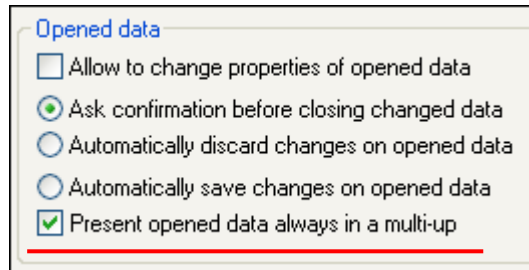 Opened data
Allow to change properties of opened data
Ask confirmation before closing changed data
Automatically discard changes on opened data
Automatically save changes on opened data
Present opened data always in a multi-up